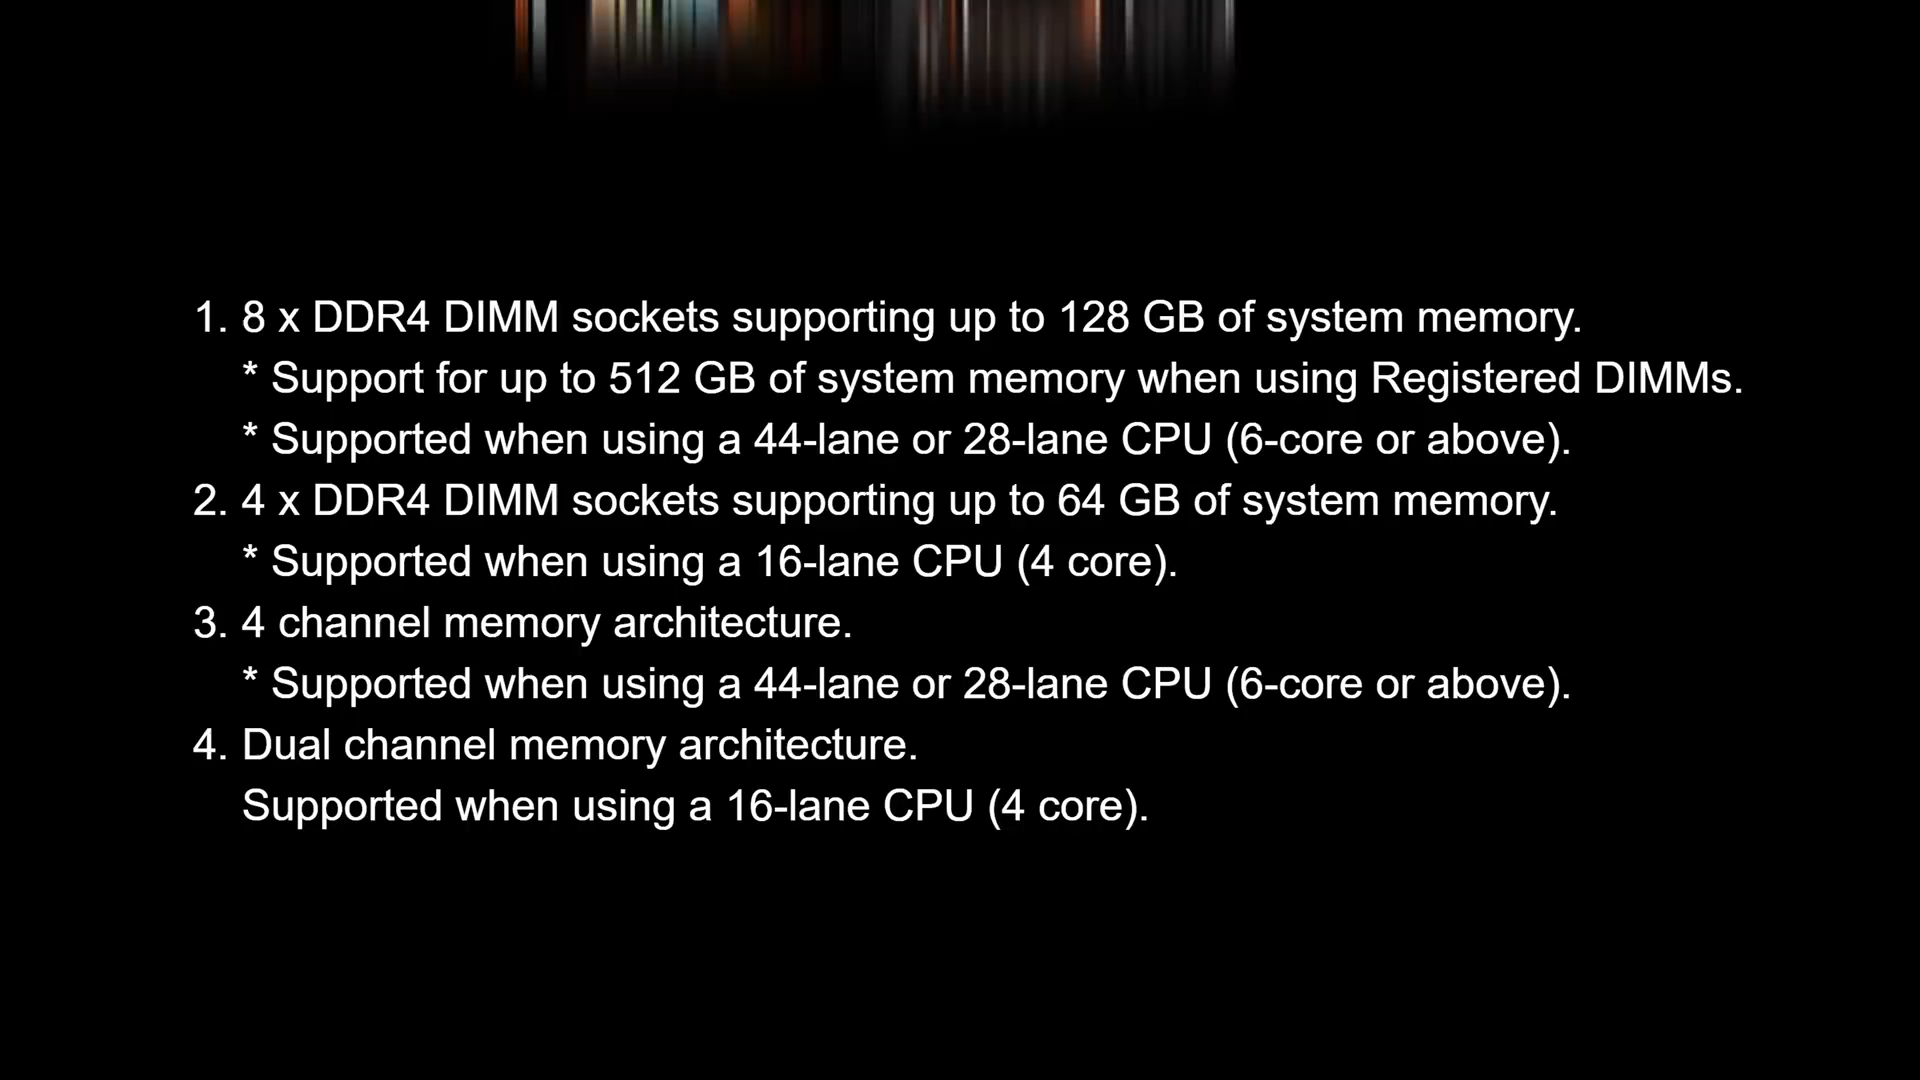 1. 8 x DDR4 DIMM sockets supporting up to 128 GB of system memory.
* Support for up to 512 GB of system memory when using Registered DIMMs.
* Supported when using a 44-lane or 28-lane CPU (6-core or above).
2. 4 x DDR4 DIMM sockets supporting up to 64 GB of system memory.
* Supported when using a 16-lane CPU (4 core).
3. 4 channel memory architecture.
* Supported when using a 44-lane or 28-lane CPU (6-core or above).
4. Dual channel memory architecture.
Supported when using a 16-lane CPU (4 core).